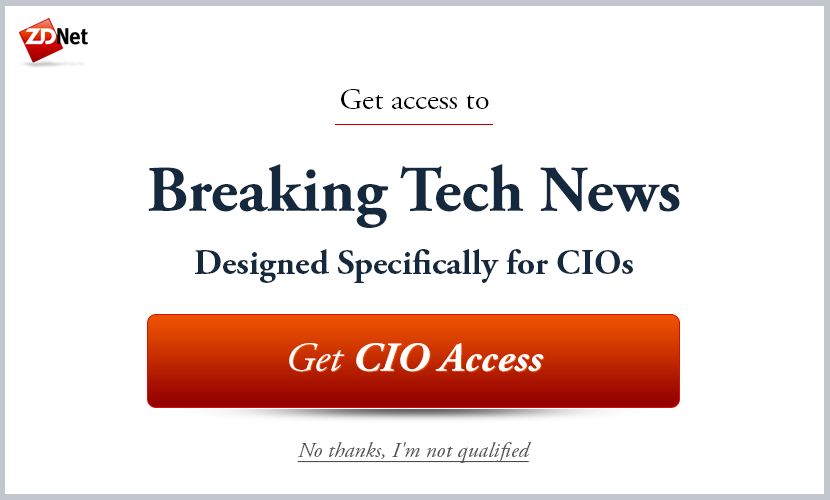 ZDNet
Get access to
Breaking Tech News
Designed Specifically for CIOs
Get CIO Access
No thanks, I'm not qualified